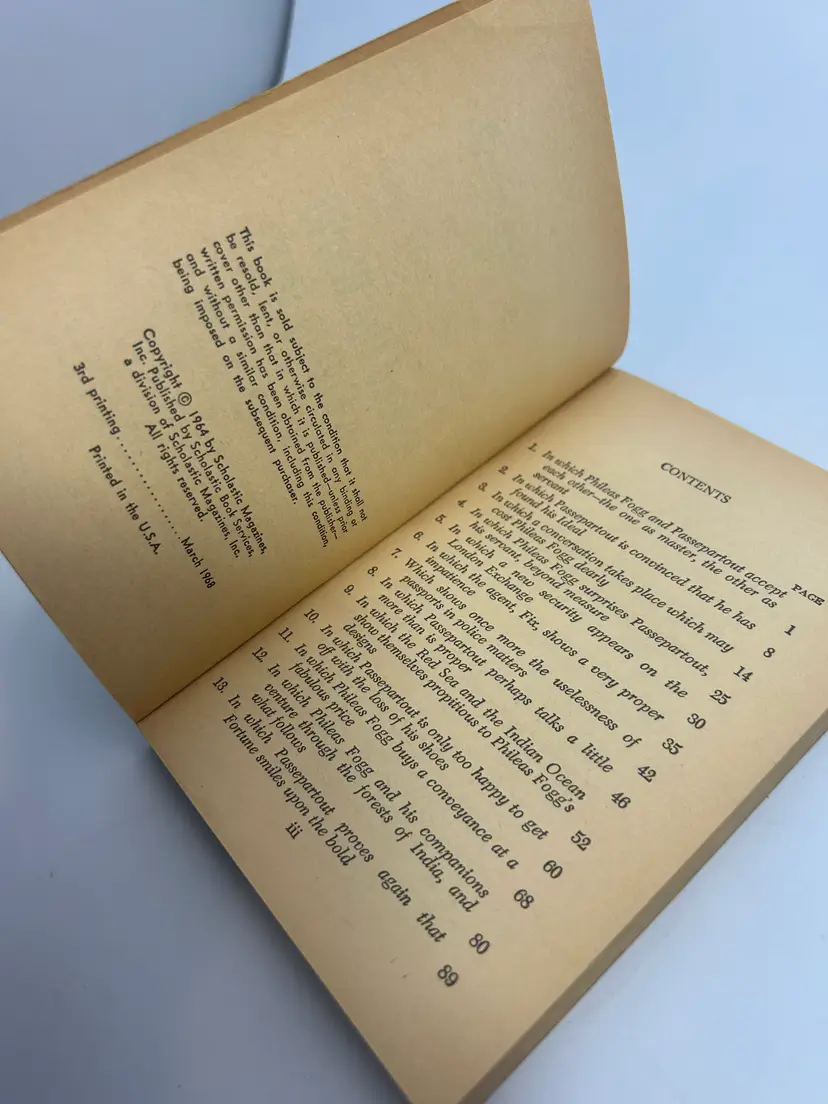 This book is sold subject to the condition that it shall not
be resold, lent, or otherwise circulated in any binding or
cover other than that in which it is published—unless prior
written permission has been obtained from the publisher—
and without a similar condition, including this condition,
being imposed on the subsequent purchaser.
Copyright © 1964 by Scholastic Magazines,
Inc. Published by Scholastic Book Services,
a division of Scholastic Magazines, Inc.
All rights reserved.
3rd printing.................March 1968
Printed in the U.S.A.
CONTENTS
PAGE
1. In which Phileas Fogg and Passepartout accept
each other—the one as master, the other as
servant 1
2. In which Passepartout is convinced that he has
found his Ideal 8
3. In which a conversation takes place which may
cost Phileas Fogg dearly 14
4. In which Phileas Fogg surprises Passepartout,
his servant, beyond measure 25
5. In which a new security appears on the
London Exchange 30
6. In which the agent, Fix, shows a very proper
impatience 35
7. Which shows once more the uselessness of
passports in police matters 42
8. In which Passepartout perhaps talks a little
more than is proper 46
9. In which the Red Sea and the Indian Ocean
show themselves propitious to Phileas Fogg's
designs 52
10. In which Passepartout is only too happy to get
off with the loss of his shoes 60
11. In which Phileas Fogg buys a conveyance at a
fabulous price 68
12. In which Phileas Fogg and his companions
venture through the forests of India, and
what follows 80
13. In which Passepartout proves again that
Fortune smiles upon the bold 89
iii